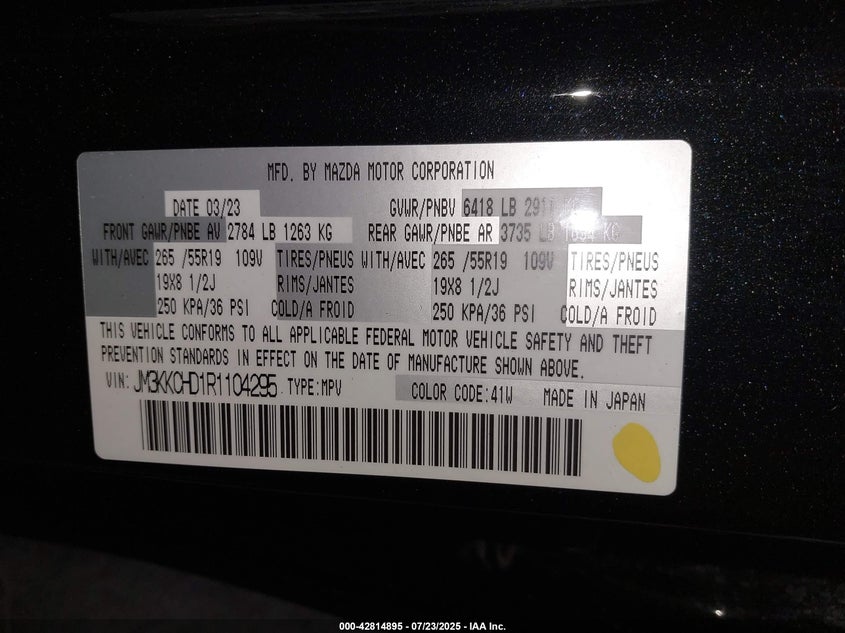 MFD. BY MAZDA MOTOR CORPORATION
DATE 03/23 GVWR/PNBV 6418 LB 2911 KG
FRONT GAWR/PNBE AV 2784 LB 1263 KG REAR GAWR/PNBE AR 3735 LB KG
WITH/AVEC 265 /55R19 109V TIRES/PNEUS WITH/AVEC 265 /55R19 109V TIRES/PNEUS
19X8 1/2J RIMS/JANTES 19X8 1/2J RIMS/JANTES
250 KPA/36 PSI COLD/A FROID 250 KPA/36 PSI COLD/A FROID
THIS VEHICLE CONFORMS TO ALL APPLICABLE FEDERAL MOTOR VEHICLE SAFETY AND THEFT
PREVENTION STANDARDS IN EFFECT ON THE DATE OF MANUFACTURE SHOWN ABOVE.
VIN: JM3KKCHD1R1104295 TYPE:MPV COLOR CODE:41W MADE IN JAPAN
000-42814895 - 07/23/2025 - IAA Inc.